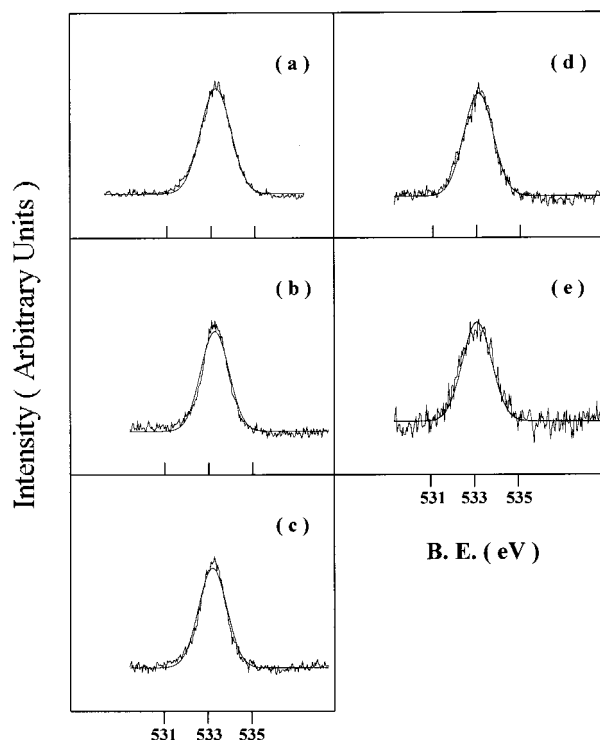 Intensity ( Arbitrary Units )
( a )
( b )
( c )
531 533 535
( d )
( e )
531 533 535
B. E. ( eV )